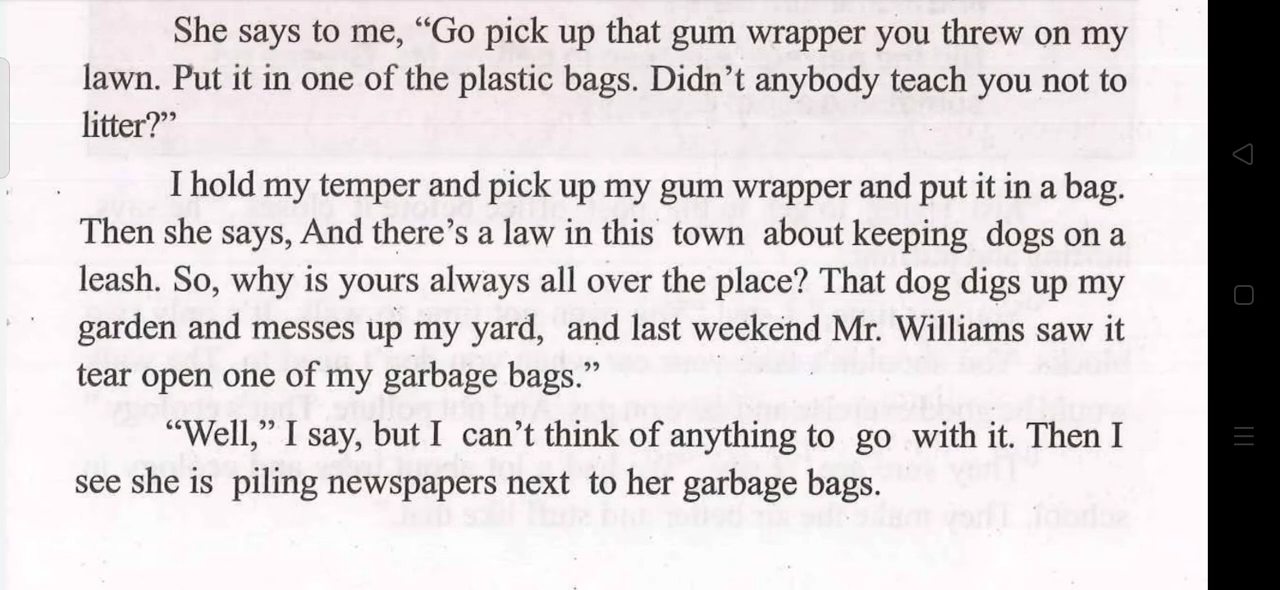 She says to me, “Go pick up that gum wrapper you threw on my
lawn. Put it in one of the plastic bags. Didn’t anybody teach you not to
litter?”
I hold my temper and pick up my gum wrapper and put it in a bag.
Then she says, And there’s a law in this town about keeping dogs on a
leash. So, why is yours always all over the place? That dog digs up my
garden and messes up my yard, and last weekend Mr. Williams saw it
tear open one of my garbage bags.”
“Well,” I say, but I can’t think of anything to go with it. Then I
see she is piling newspapers next to her garbage bags.